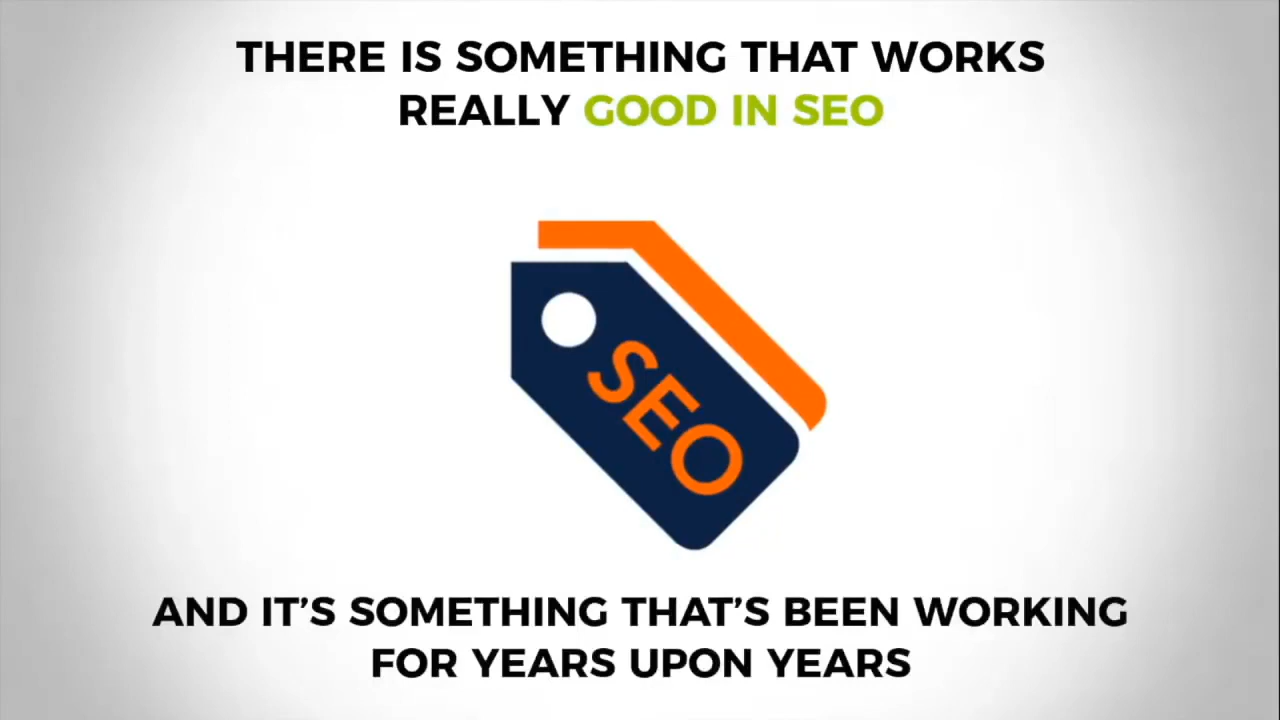 THERE IS SOMETHING THAT WORKS
REALLY GOOD IN SEO
SEO
AND IT’S SOMETHING THAT’S BEEN WORKING
FOR YEARS UPON YEARS